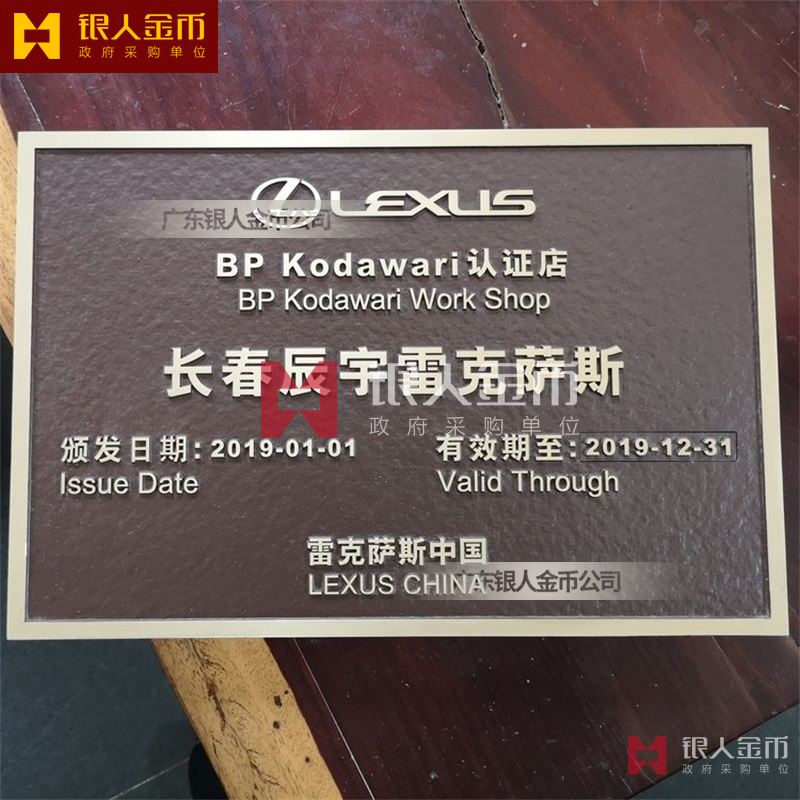 银人金币
政府采购单位
LEXUS
广东银人金币公司
BP Kodawari认证店
BP Kodawari Work Shop
长春辰宇雷克萨斯
银人金币
政府采购单位
颁发日期:2019-01-01 有效期至:2019-12-31
Issue Date Valid Through
雷克萨斯中国
LEXUS CHINA
广东银人金币公司
银人金币
政府采购单位